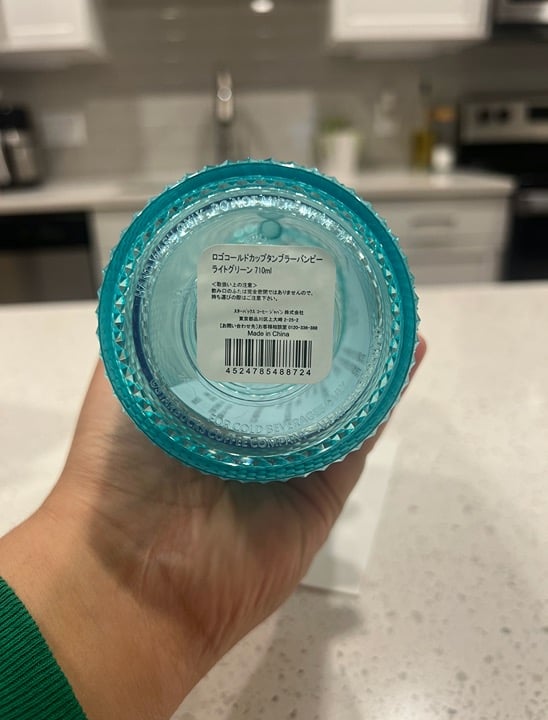 ロゴコールドカップタンブラーバンピー
ライトグリーン 710ml
<取扱い上の注意>
飲み口のふたは完全密閉ではありませんので、
持ち運びの際はご注意下さい。
スターバックス コーヒー ジャパン 株式会社
東京都品川区上大崎 2-25-2
【お問い合わせ先】お客様相談室 0120-336-388
Made in China
4524785488724
FOR COLD BEVERAGES ONLY
COFFEE COMPANY